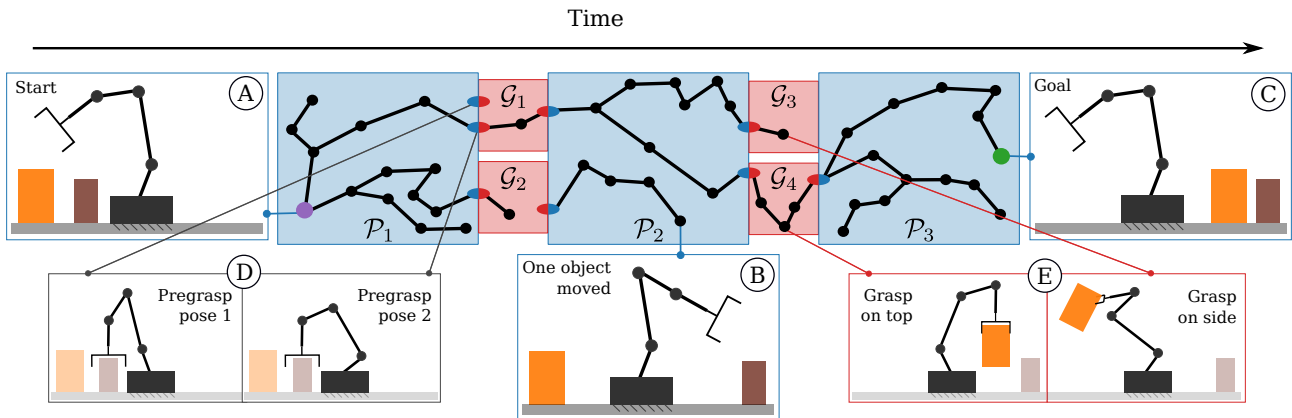 Time
Start
A
𝒫1
𝒢1
𝒢2
𝒫2
𝒢3
𝒢4
𝒫3
Goal
C
D
Pregrasp
pose 1
Pregrasp
pose 2
One object
moved
B
E
Grasp
on top
Grasp
on side